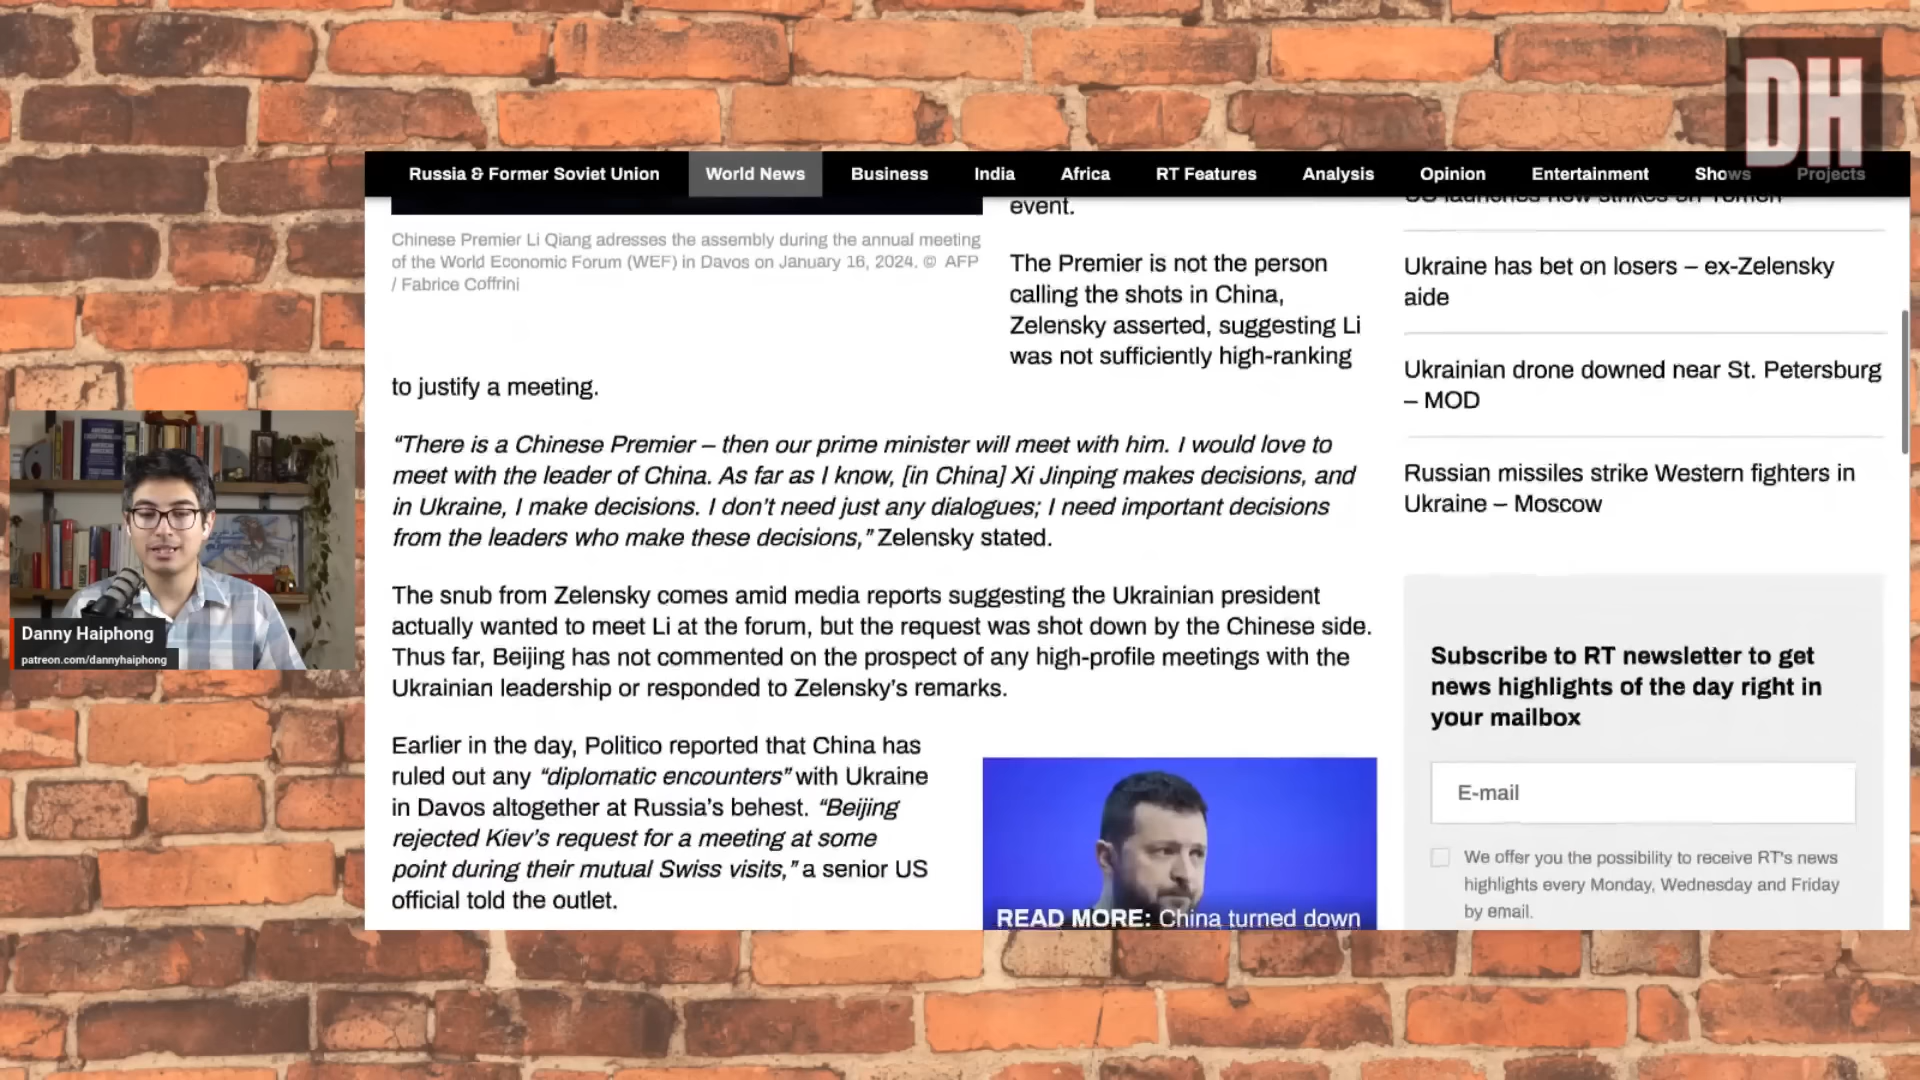 DH
Russia & Former Soviet Union World News Business India Africa RT Features Analysis Opinion Entertainment Shows Projects
Chinese Premier Li Qiang adresses the assembly during the annual meeting
of the World Economic Forum (WEF) in Davos on January 16, 2024. © AFP
/ Fabrice Coffrini
event.
The Premier is not the person
calling the shots in China,
Zelensky asserted, suggesting Li
was not sufficiently high-ranking
to justify a meeting.
“There is a Chinese Premier – then our prime minister will meet with him. I would love to
meet with the leader of China. As far as I know, [in China] Xi Jinping makes decisions, and
in Ukraine, I make decisions. I don’t need just any dialogues; I need important decisions
from the leaders who make these decisions,” Zelensky stated.
The snub from Zelensky comes amid media reports suggesting the Ukrainian president
actually wanted to meet Li at the forum, but the request was shot down by the Chinese side.
Thus far, Beijing has not commented on the prospect of any high-profile meetings with the
Ukrainian leadership or responded to Zelensky’s remarks.
Earlier in the day, Politico reported that China has
ruled out any “diplomatic encounters” with Ukraine
in Davos altogether at Russia’s behest. “Beijing
rejected Kiev’s request for a meeting at some
point during their mutual Swiss visits,” a senior US
official told the outlet.
READ MORE: China turned down
US launches new strikes on Yemen
Ukraine has bet on losers – ex-Zelensky
aide
Ukrainian drone downed near St. Petersburg
– MOD
Russian missiles strike Western fighters in
Ukraine – Moscow
Subscribe to RT newsletter to get
news highlights of the day right in
your mailbox
E-mail
We offer you the possibility to receive RT's news
highlights every Monday, Wednesday and Friday
by email.
Danny Haiphong
patreon.com/dannyhaiphong